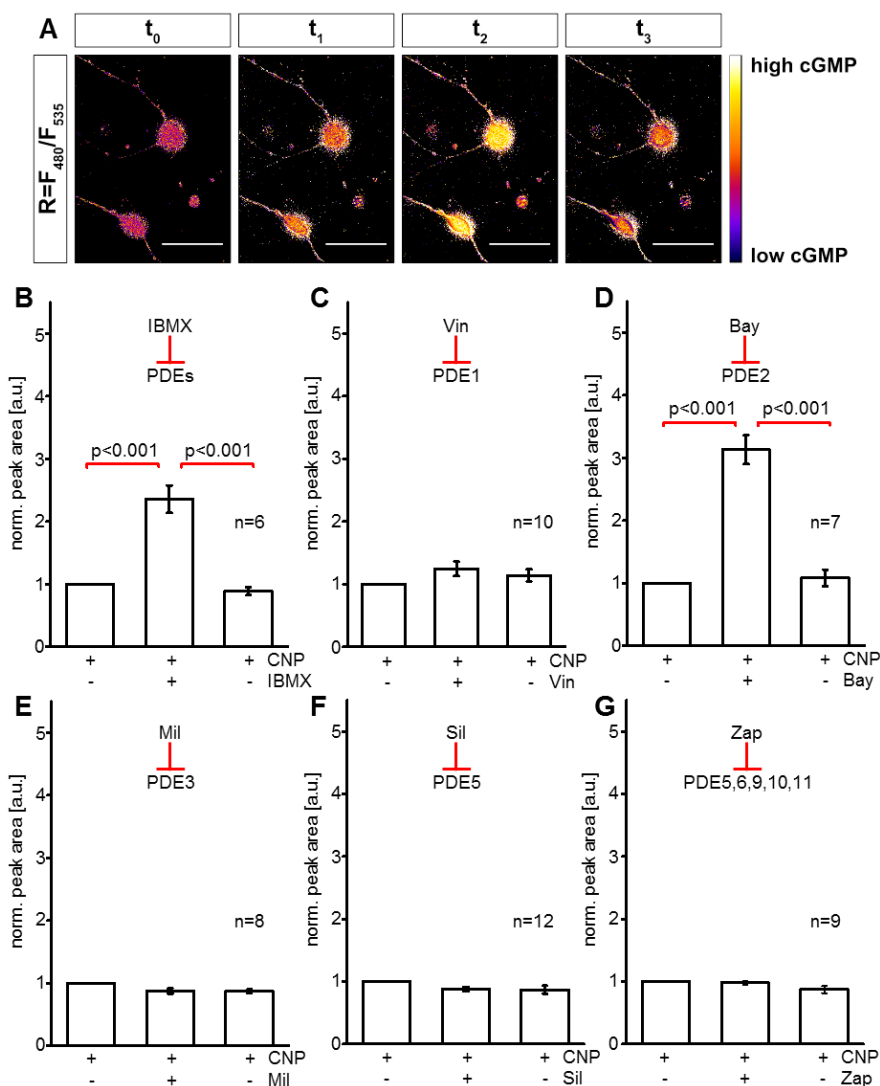 A
t0
t1
t2
t3
R=F480/F535
high cGMP
low cGMP
B
C
D
norm. peak area [a.u.]
5
4
3
2
1
0
IBMX
PDEs
p<0.001
p<0.001
n=6
+ + + CNP
- + - IBMX
norm. peak area [a.u.]
5
4
3
2
1
0
Vin
PDE1
n=10
+ + + CNP
- + - Vin
norm. peak area [a.u.]
5
4
3
2
1
0
Bay
PDE2
p<0.001
p<0.001
n=7
+ + + CNP
- + - Bay
E
F
G
norm. peak area [a.u.]
5
4
3
2
1
0
Mil
PDE3
n=8
+ + + CNP
- + - Mil
norm. peak area [a.u.]
5
4
3
2
1
0
Sil
PDE5
n=12
+ + + CNP
- + - Sil
norm. peak area [a.u.]
5
4
3
2
1
0
Zap
PDE5,6,9,10,11
n=9
+ + + CNP
- + - Zap